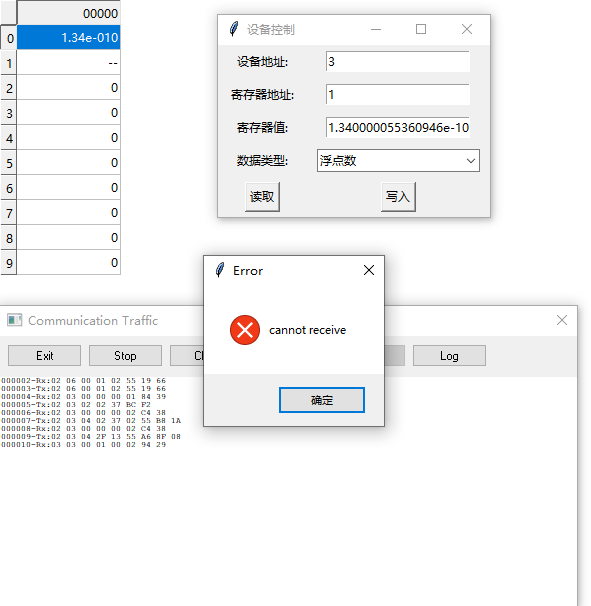 00000
0 1.34e-010
1 --
2 0
3 0
4 0
5 0
6 0
7 0
8 0
9 0
设备控制
设备地址: 3
寄存器地址: 1
寄存器值: 1.340000055360946e-10
数据类型: 浮点数
读取 写入
Error
cannot receive
确定
Communication Traffic
Exit Stop Log
000002-Rx:02 06 00 01 02 55 19 66
000003-Tx:02 06 00 01 02 55 19 66
000004-Rx:02 03 00 00 00 01 84 39
000005-Tx:02 03 02 02 37 BC F2
000006-Rx:02 03 00 00 00 02 C4 38
000007-Tx:02 03 04 02 37 02 55 B8 1A
000008-Rx:02 03 00 00 00 02 C4 38
000009-Tx:02 03 04 2F 13 55 A6 8F 08
000010-Rx:03 03 00 01 00 02 94 29